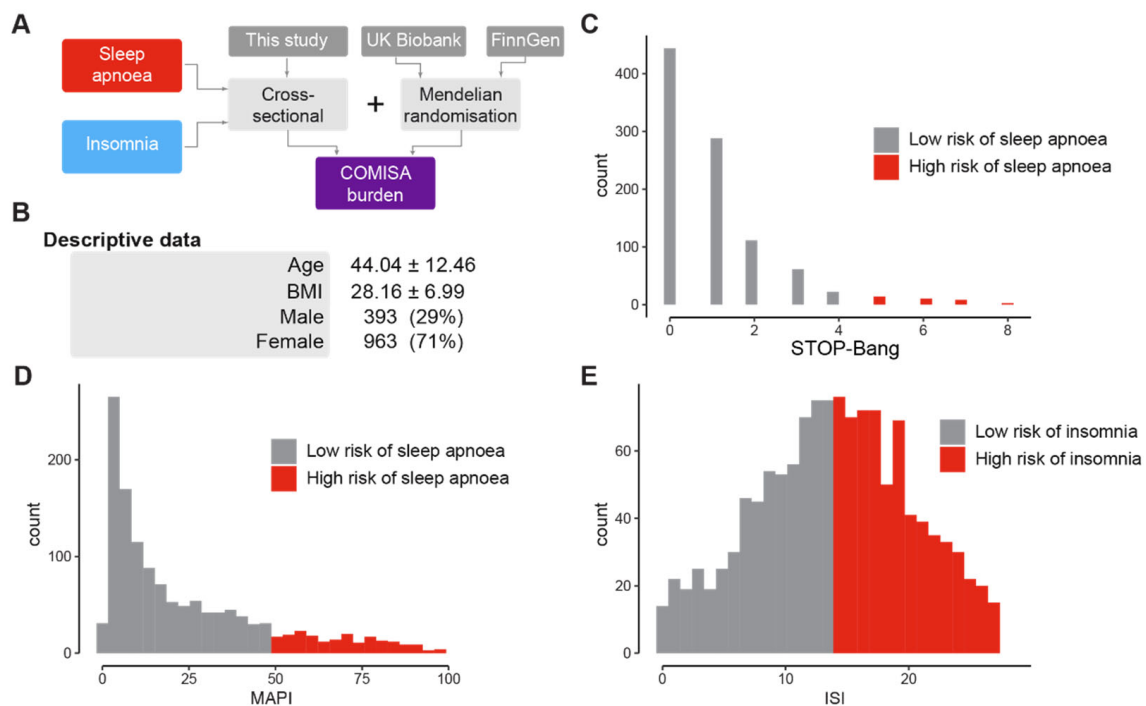 A
Sleep
apnoea
Insomnia
This study
UK Biobank
FinnGen
Cross-
sectional
+
Mendelian
randomisation
COMISA
burden
B
Descriptive data
Age 44.04 ± 12.46
BMI 28.16 ± 6.99
Male 393 (29%)
Female 963 (71%)
C
400
300
200
100
0
count
Low risk of sleep apnoea
High risk of sleep apnoea
0 2 4 6 8
STOP-Bang
D
200
100
0
count
Low risk of sleep apnoea
High risk of sleep apnoea
0 25 50 75 100
MAPI
E
60
40
20
0
count
Low risk of insomnia
High risk of insomnia
0 10 20
ISI